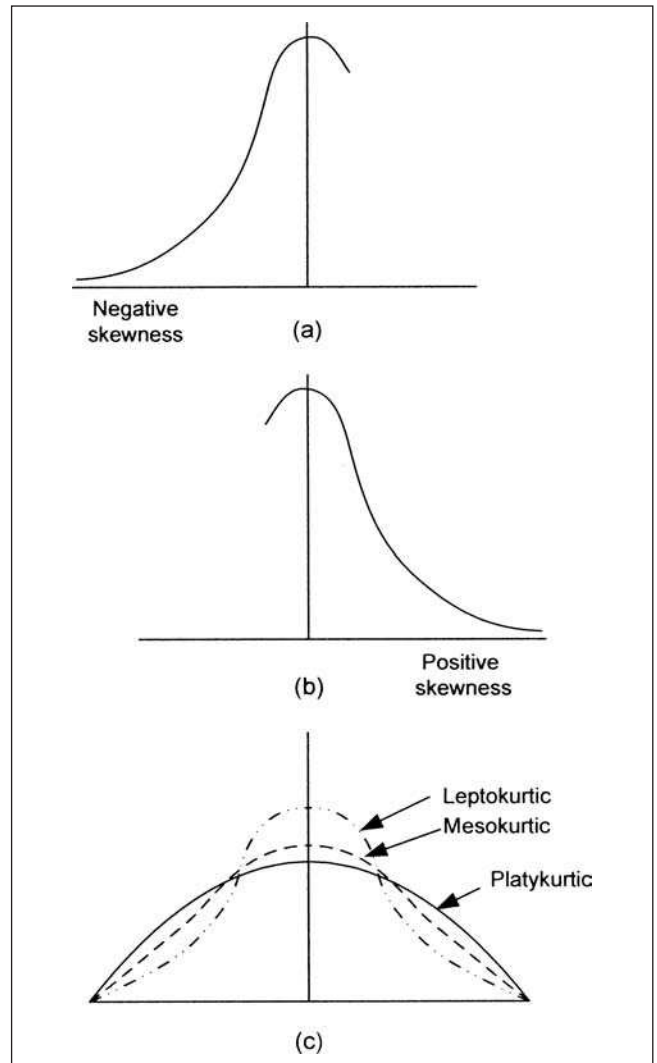 Negative
skewness
(a)
Positive
skewness
(b)
Leptokurtic
Mesokurtic
Platykurtic
(c)